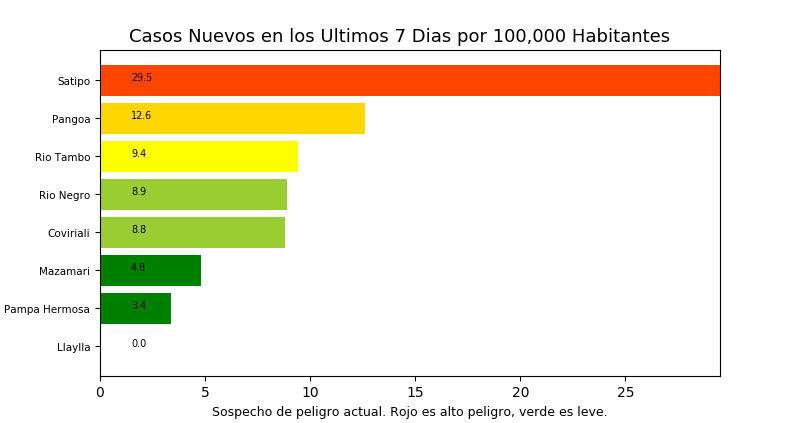 Casos Nuevos en los Ultimos 7 Dias por 100,000 Habitantes
Satipo 29.5
Pangoa 12.6
Rio Tambo 9.4
Rio Negro 8.9
Coviriali 8.8
Mazamari 4.8
Pampa Hermosa 3.4
Llaylla 0.0
0 5 10 15 20 25
Sospecho de peligro actual. Rojo es alto peligro, verde es leve.